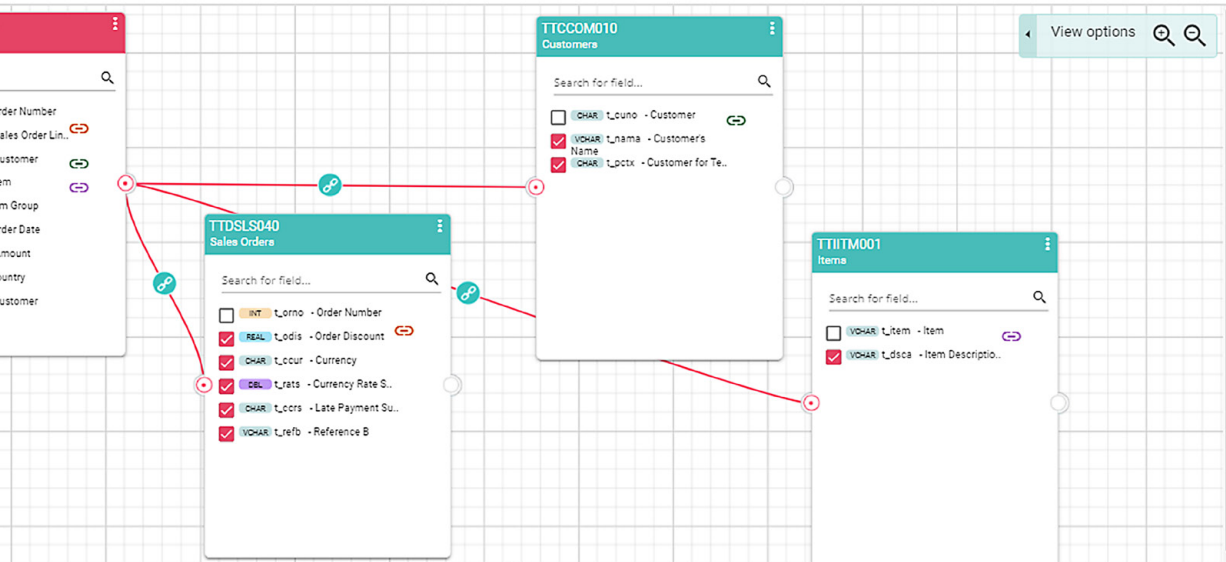 rder Number
ales Order Lin..
ustomer
em
m Group
rder Date
mount
ountry
ustomer
TTDSLS040
Sales Orders
Search for field...
INT t_orno - Order Number
REAL t_odis - Order Discount
CHAR t_ccur - Currency
DBL t_rats - Currency Rate S..
CHAR t_ccrs - Late Payment Su..
VCHAR t_refb - Reference B
TTCCOM010
Customers
Search for field...
CHAR t_cuno - Customer
VCHAR t_nama - Customer's
Name
CHAR t_pctx - Customer for Te..
TTIITM001
Items
Search for field...
VCHAR t_item - Item
VCHAR t_dsca - Item Descriptio..
View options